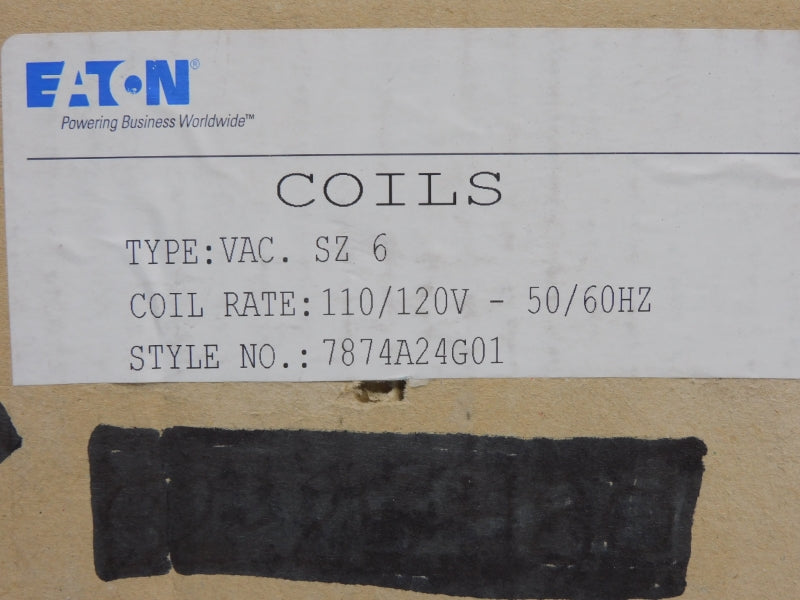 EATON®
Powering Business Worldwide™
COILS
TYPE:VAC. SZ 6
COIL RATE:110/120V - 50/60HZ
STYLE NO.:7874A24G01